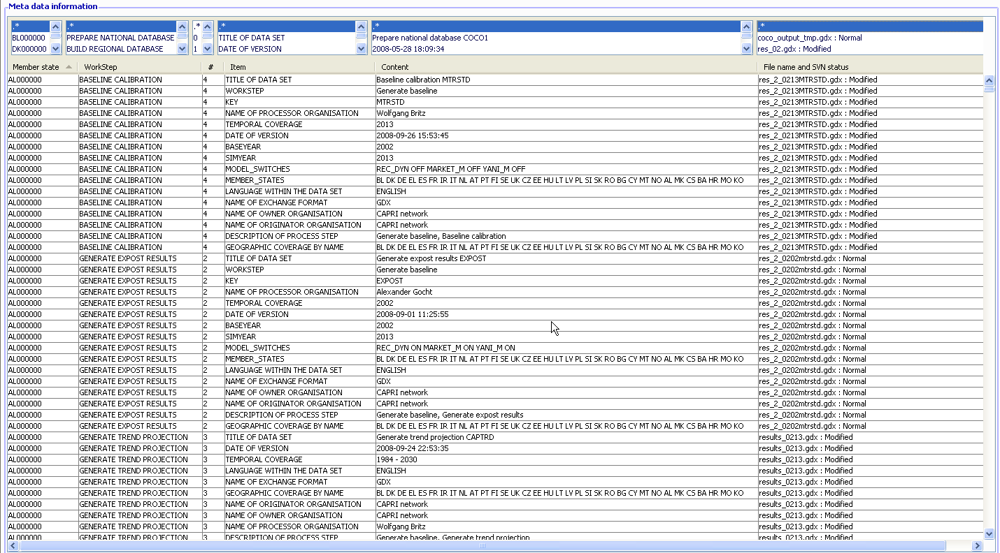 Meta data information
.* .* .* .* .* .*
BL000000 PREPARE NATIONAL DATABASE 0 TITLE OF DATA SET Prepare national database COCO1 coco_output_tmp.gdx : Normal
DK000000 BUILD REGIONAL DATABASE 1 DATE OF VERSION 2008-05-28 18:09:34 res_02.gdx : Modified
Member state WorkStep # Item Content File name and SVN status
AL000000 BASELINE CALIBRATION 4 TITLE OF DATA SET Baseline calibration MTRSTD res_2_0213MTRSTD.gdx : Modified
AL000000 BASELINE CALIBRATION 4 WORKSTEP Generate baseline res_2_0213MTRSTD.gdx : Modified
AL000000 BASELINE CALIBRATION 4 KEY MTRSTD res_2_0213MTRSTD.gdx : Modified
AL000000 BASELINE CALIBRATION 4 NAME OF PROCESSOR ORGANISATION Wolfgang Britz res_2_0213MTRSTD.gdx : Modified
AL000000 BASELINE CALIBRATION 4 TEMPORAL COVERAGE 2013 res_2_0213MTRSTD.gdx : Modified
AL000000 BASELINE CALIBRATION 4 DATE OF VERSION 2008-09-26 15:53:45 res_2_0213MTRSTD.gdx : Modified
AL000000 BASELINE CALIBRATION 4 BASEYEAR 2002 res_2_0213MTRSTD.gdx : Modified
AL000000 BASELINE CALIBRATION 4 SIMYEAR 2013 res_2_0213MTRSTD.gdx : Modified
AL000000 BASELINE CALIBRATION 4 MODEL_SWITCHES REC_DYN OFF MARKET_M OFF YANI_M OFF res_2_0213MTRSTD.gdx : Modified
AL000000 BASELINE CALIBRATION 4 MEMBER_STATES BL DK DE EL ES FR IR IT NL AT PT FI SE UK CZ EE HU LT LV PL SI SK RO BG CY MT NO AL MK CS BA HR MO KO res_2_0213MTRSTD.gdx : Modified
AL000000 BASELINE CALIBRATION 4 LANGUAGE WITHIN THE DATA SET ENGLISH res_2_0213MTRSTD.gdx : Modified
AL000000 BASELINE CALIBRATION 4 NAME OF EXCHANGE FORMAT GDX res_2_0213MTRSTD.gdx : Modified
AL000000 BASELINE CALIBRATION 4 NAME OF OWNER ORGANISATION CAPRI network res_2_0213MTRSTD.gdx : Modified
AL000000 BASELINE CALIBRATION 4 NAME OF ORIGINATOR ORGANISATION CAPRI network res_2_0213MTRSTD.gdx : Modified
AL000000 BASELINE CALIBRATION 4 DESCRIPTION OF PROCESS STEP Generate baseline, Baseline calibration res_2_0213MTRSTD.gdx : Modified
AL000000 BASELINE CALIBRATION 4 GEOGRAPHIC COVERAGE BY NAME BL DK DE EL ES FR IR IT NL AT PT FI SE UK CZ EE HU LT LV PL SI SK RO BG CY MT NO AL MK CS BA HR MO KO res_2_0213MTRSTD.gdx : Modified
AL000000 GENERATE EXPOST RESULTS 2 TITLE OF DATA SET Generate expost results EXPOST res_2_0202mtrstd.gdx : Normal
AL000000 GENERATE EXPOST RESULTS 2 WORKSTEP Generate baseline res_2_0202mtrstd.gdx : Normal
AL000000 GENERATE EXPOST RESULTS 2 KEY EXPOST res_2_0202mtrstd.gdx : Normal
AL000000 GENERATE EXPOST RESULTS 2 NAME OF PROCESSOR ORGANISATION Alexander Gocht res_2_0202mtrstd.gdx : Normal
AL000000 GENERATE EXPOST RESULTS 2 TEMPORAL COVERAGE 2002 res_2_0202mtrstd.gdx : Normal
AL000000 GENERATE EXPOST RESULTS 2 DATE OF VERSION 2008-09-01 11:25:55 res_2_0202mtrstd.gdx : Normal
AL000000 GENERATE EXPOST RESULTS 2 BASEYEAR 2002 res_2_0202mtrstd.gdx : Normal
AL000000 GENERATE EXPOST RESULTS 2 SIMYEAR 2013 res_2_0202mtrstd.gdx : Normal
AL000000 GENERATE EXPOST RESULTS 2 MODEL_SWITCHES REC_DYN ON MARKET_M ON YANI_M ON res_2_0202mtrstd.gdx : Normal
AL000000 GENERATE EXPOST RESULTS 2 MEMBER_STATES BL DK DE EL ES FR IR IT NL AT PT FI SE UK CZ EE HU LT LV PL SI SK RO BG CY MT NO AL MK CS BA HR MO KO res_2_0202mtrstd.gdx : Normal
AL000000 GENERATE EXPOST RESULTS 2 LANGUAGE WITHIN THE DATA SET ENGLISH res_2_0202mtrstd.gdx : Normal
AL000000 GENERATE EXPOST RESULTS 2 NAME OF EXCHANGE FORMAT GDX res_2_0202mtrstd.gdx : Normal
AL000000 GENERATE EXPOST RESULTS 2 NAME OF OWNER ORGANISATION CAPRI network res_2_0202mtrstd.gdx : Normal
AL000000 GENERATE EXPOST RESULTS 2 NAME OF ORIGINATOR ORGANISATION CAPRI network res_2_0202mtrstd.gdx : Normal
AL000000 GENERATE EXPOST RESULTS 2 DESCRIPTION OF PROCESS STEP Generate baseline, Generate expost results res_2_0202mtrstd.gdx : Normal
AL000000 GENERATE EXPOST RESULTS 2 GEOGRAPHIC COVERAGE BY NAME BL DK DE EL ES FR IR IT NL AT PT FI SE UK CZ EE HU LT LV PL SI SK RO BG CY MT NO AL MK CS BA HR MO KO res_2_0202mtrstd.gdx : Normal
AL000000 GENERATE TREND PROJECTION 3 TITLE OF DATA SET Generate trend projection CAPTRD results_0213.gdx : Modified
AL000000 GENERATE TREND PROJECTION 3 DATE OF VERSION 2008-09-24 22:53:35 results_0213.gdx : Modified
AL000000 GENERATE TREND PROJECTION 3 TEMPORAL COVERAGE 1984 - 2030 results_0213.gdx : Modified
AL000000 GENERATE TREND PROJECTION 3 LANGUAGE WITHIN THE DATA SET ENGLISH results_0213.gdx : Modified
AL000000 GENERATE TREND PROJECTION 3 NAME OF EXCHANGE FORMAT GDX results_0213.gdx : Modified
AL000000 GENERATE TREND PROJECTION 3 GEOGRAPHIC COVERAGE BY NAME BL DK DE EL ES FR IR IT NL AT PT FI SE UK CZ EE HU LT LV PL SI SK RO BG CY MT NO AL MK CS BA HR MO KO results_0213.gdx : Modified
AL000000 GENERATE TREND PROJECTION 3 NAME OF ORIGINATOR ORGANISATION CAPRI network results_0213.gdx : Modified
AL000000 GENERATE TREND PROJECTION 3 NAME OF OWNER ORGANISATION CAPRI network results_0213.gdx : Modified
AL000000 GENERATE TREND PROJECTION 3 NAME OF PROCESSOR ORGANISATION Wolfgang Britz results_0213.gdx : Modified
AL000000 GENERATE TREND PROJECTION 3 DESCRIPTION OF PROCESS STEP Generate baseline, Generate trend projection results_0213.gdx : Modified